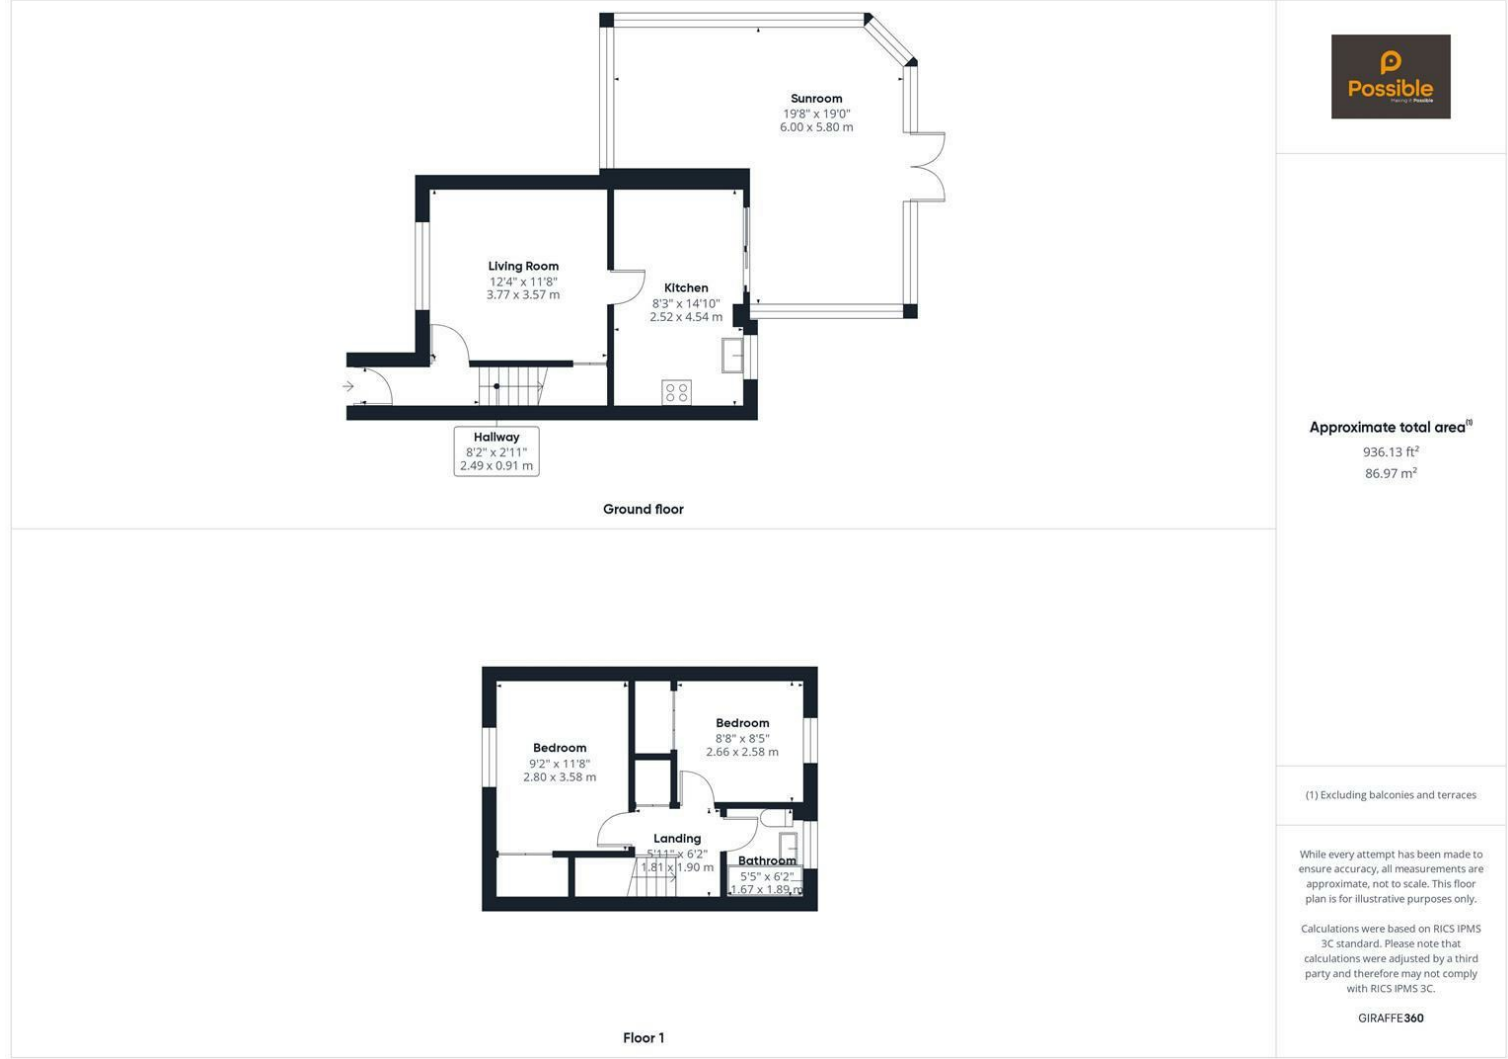 Sunroom
19'8" x 19'0"
6.00 x 5.80 m
Living Room
12'4" x 11'8"
3.77 x 3.57 m
Kitchen
8'3" x 14'10"
2.52 x 4.54 m
Hallway
8'2" x 2'11"
2.49 x 0.91 m
Ground floor
Bedroom
9'2" x 11'8"
2.80 x 3.58 m
Bedroom
8'8" x 8'5"
2.66 x 2.58 m
Landing
5'11" x 6'2"
1.81 x 1.90 m
Bathroom
5'5" x 6'2"
1.67 x 1.89 m
Floor 1
Possible
Making it Possible
Approximate total area(1)
936.13 ft²
86.97 m²
(1) Excluding balconies and terraces
While every attempt has been made to
ensure accuracy, all measurements are
approximate, not to scale. This floor
plan is for illustrative purposes only.
Calculations were based on RICS IPMS
3C standard. Please note that
calculations were adjusted by a third
party and therefore may not comply
with RICS IPMS 3C.
GIRAFFE360